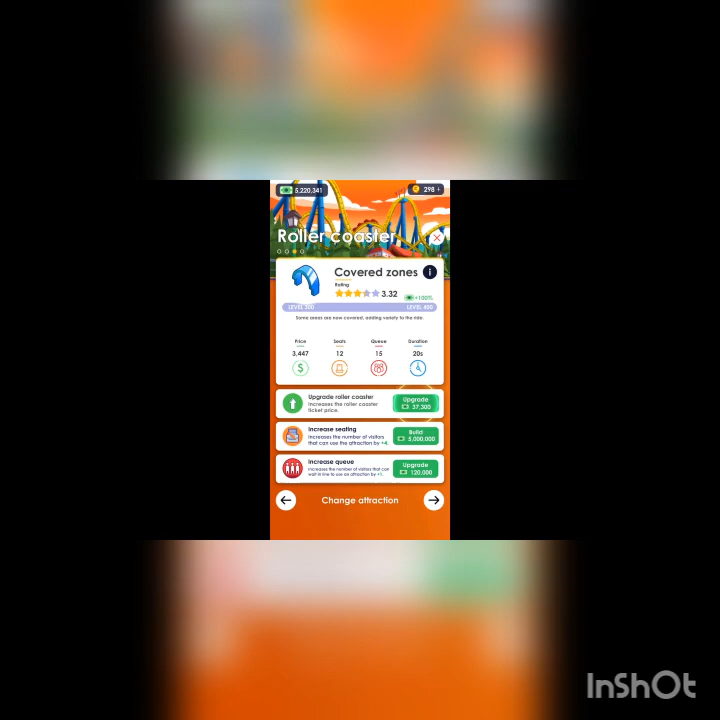 5,220,341
298 +
Roller coaster
Covered zones
i
Rating
3.32
+100%
LEVEL 300
LEVEL 400
Some areas are now covered, adding variety to the ride.
Price
Seats
Queue
Duration
3,447
12
15
20s
Upgrade roller coaster
Increases the roller coaster
ticket price.
Upgrade
37,300
Increase seating
Increases the number of visitors
that can use the attraction by +4.
Build
5,000,000
Increase queue
Increases the number of visitors that can
wait in line to use an attraction by +1.
Upgrade
120,000
Change attraction
InShOt